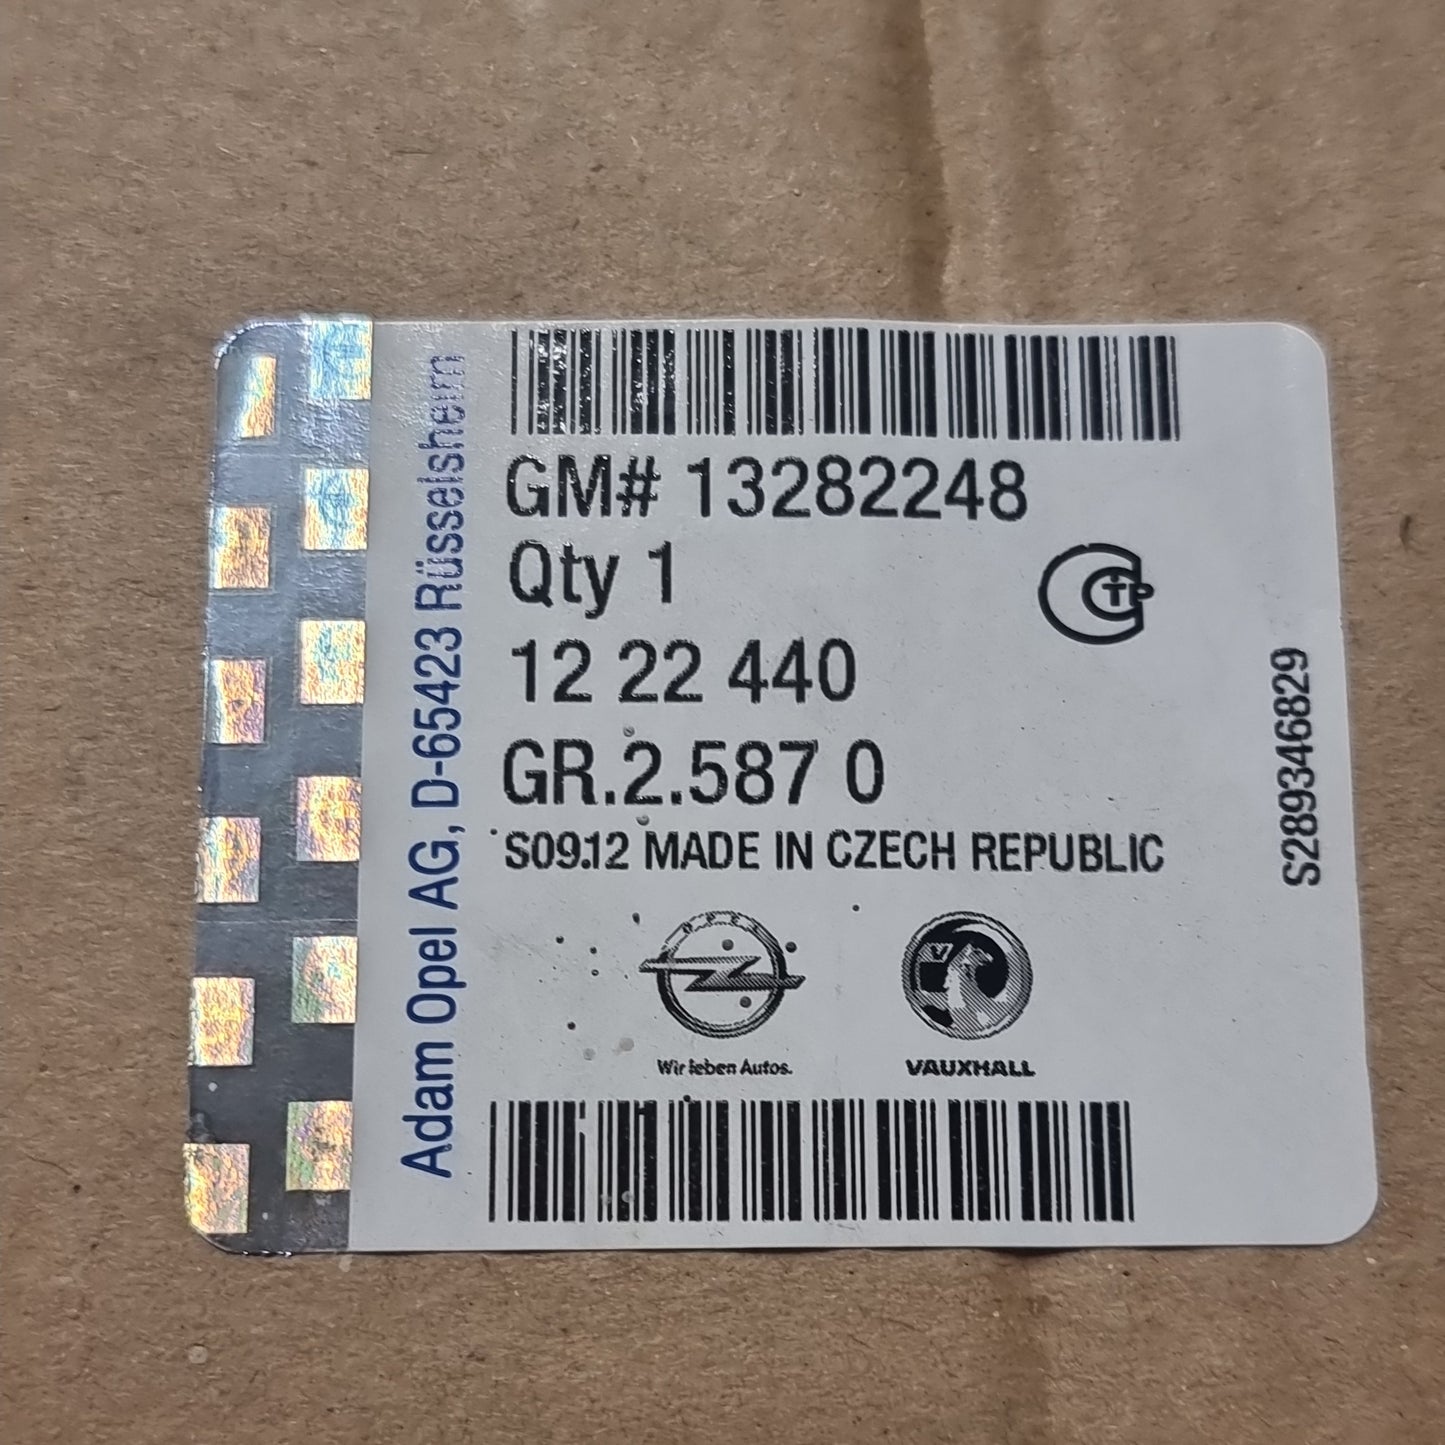 GM# 13282248
Qty 1
12 22 440
GR.2.587 0
S09.12 MADE IN CZECH REPUBLIC
Wir leben Autos.
V
VAUXHALL
Adam Opel AG, D-65423 Rüsselsheim
S289346829